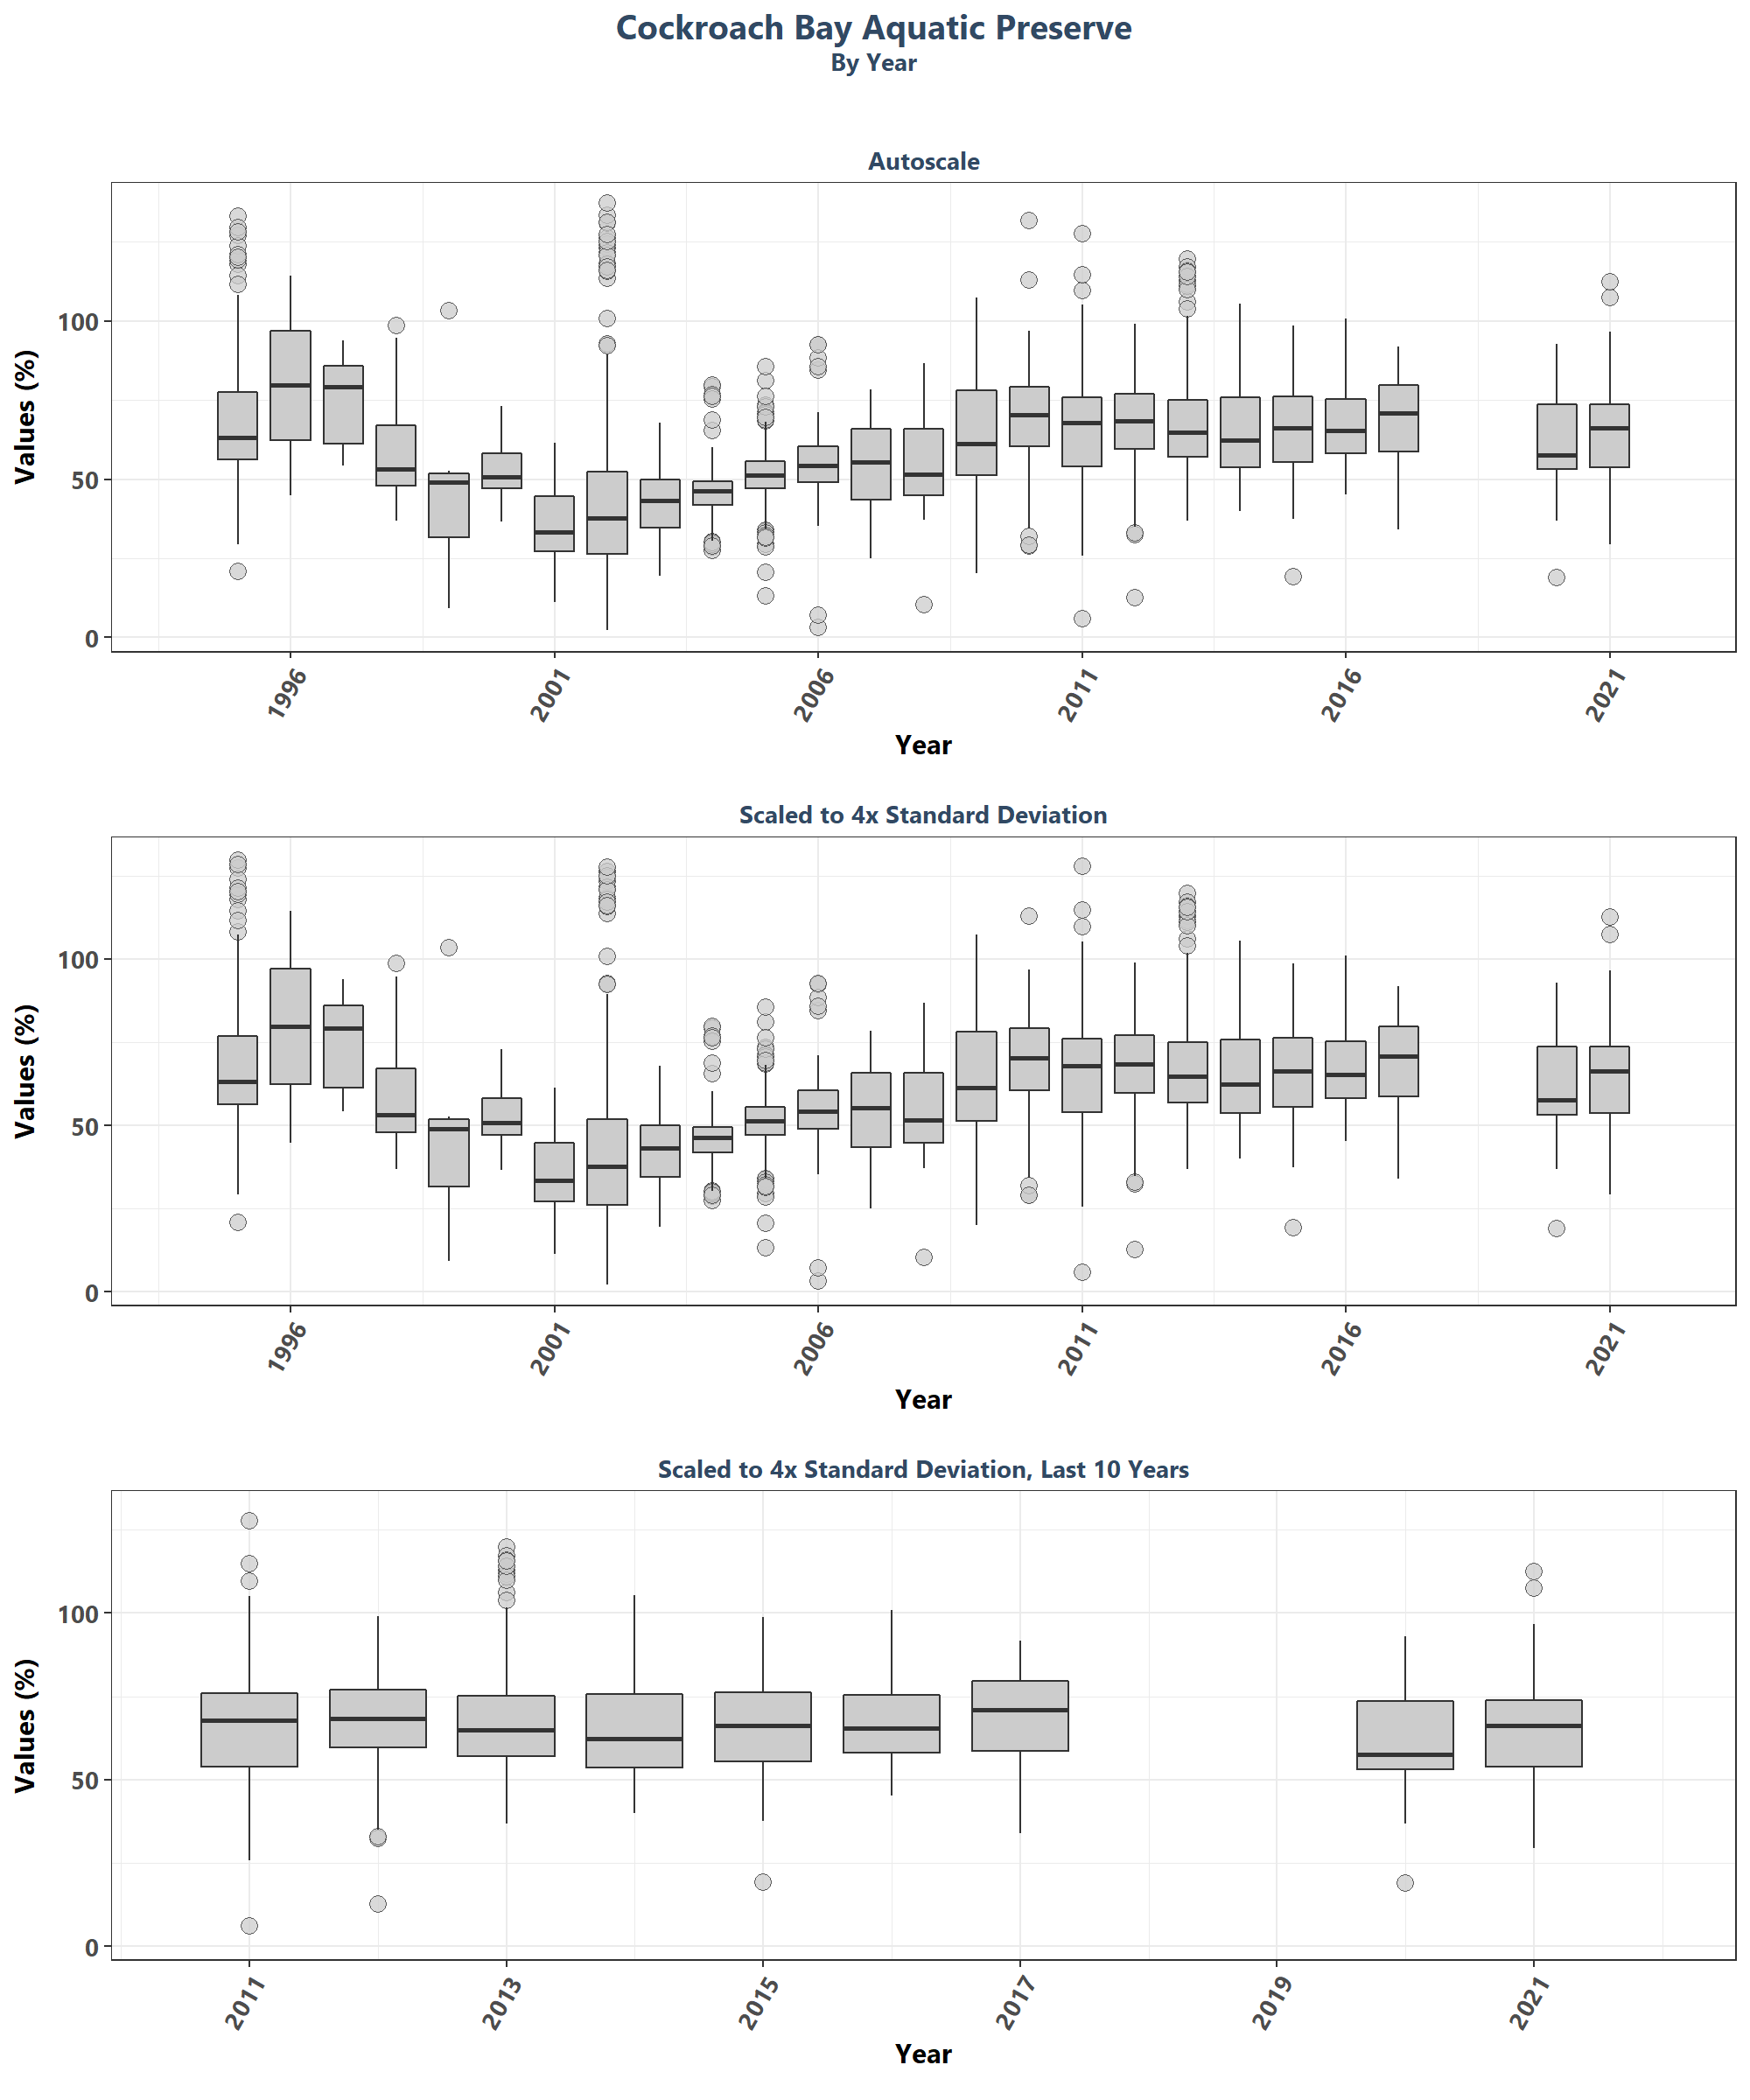 Cockroach Bay Aquatic Preserve
By Year
Autoscale
Values (%)
100
50
0
1996
2001
2006
2011
2016
2021
Year
Scaled to 4x Standard Deviation
Values (%)
100
50
0
1996
2001
2006
2011
2016
2021
Year
Scaled to 4x Standard Deviation, Last 10 Years
Values (%)
100
50
0
2011
2013
2015
2017
2019
2021
Year